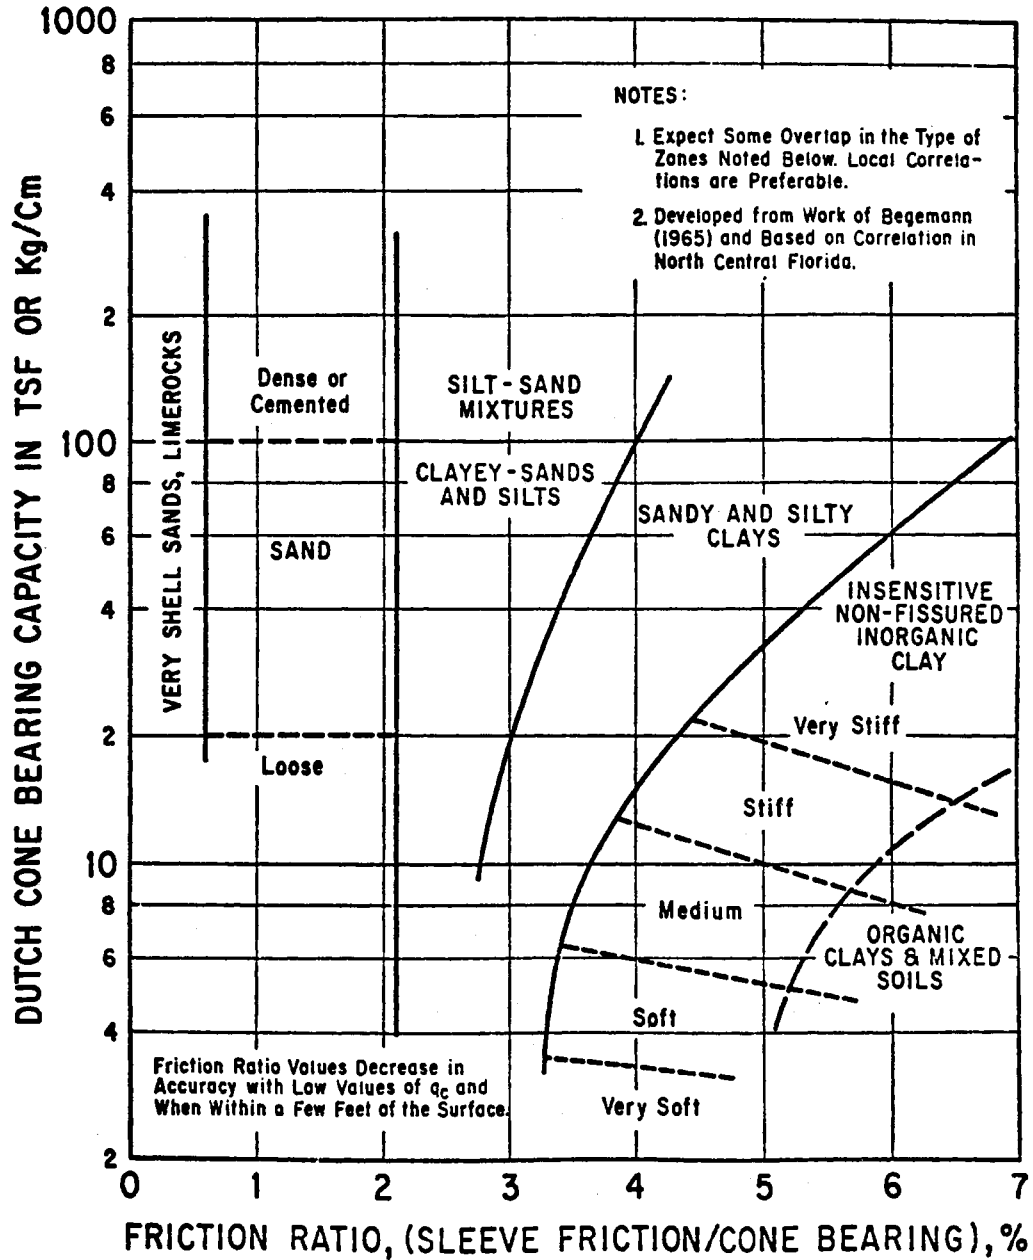 1000
8
6
4
2
100
8
6
4
2
10
8
6
4
2
DUTCH CONE BEARING CAPACITY IN TSF OR Kg/Cm
NOTES:
1. Expect Some Overlap in the Type of
Zones Noted Below. Local Correla-
tions are Preferable.
2. Developed from Work of Begemann
(1965) and Based on Correlation in
North Central Florida.
VERY SHELL SANDS, LIMEROCKS
Dense or
Cemented
SAND
Loose
SILT-SAND
MIXTURES
CLAYEY-SANDS
AND SILTS
SANDY AND SILTY
CLAYS
INSENSITIVE
NON-FISSURED
INORGANIC
CLAY
Very Stiff
Stiff
Medium
ORGANIC
CLAYS & MIXED
SOILS
Soft
Very Soft
Friction Ratio Values Decrease in
Accuracy with Low Values of qc and
When Within a Few Feet of the Surface.
0 1 2 3 4 5 6 7
FRICTION RATIO, (SLEEVE FRICTION/CONE BEARING), %